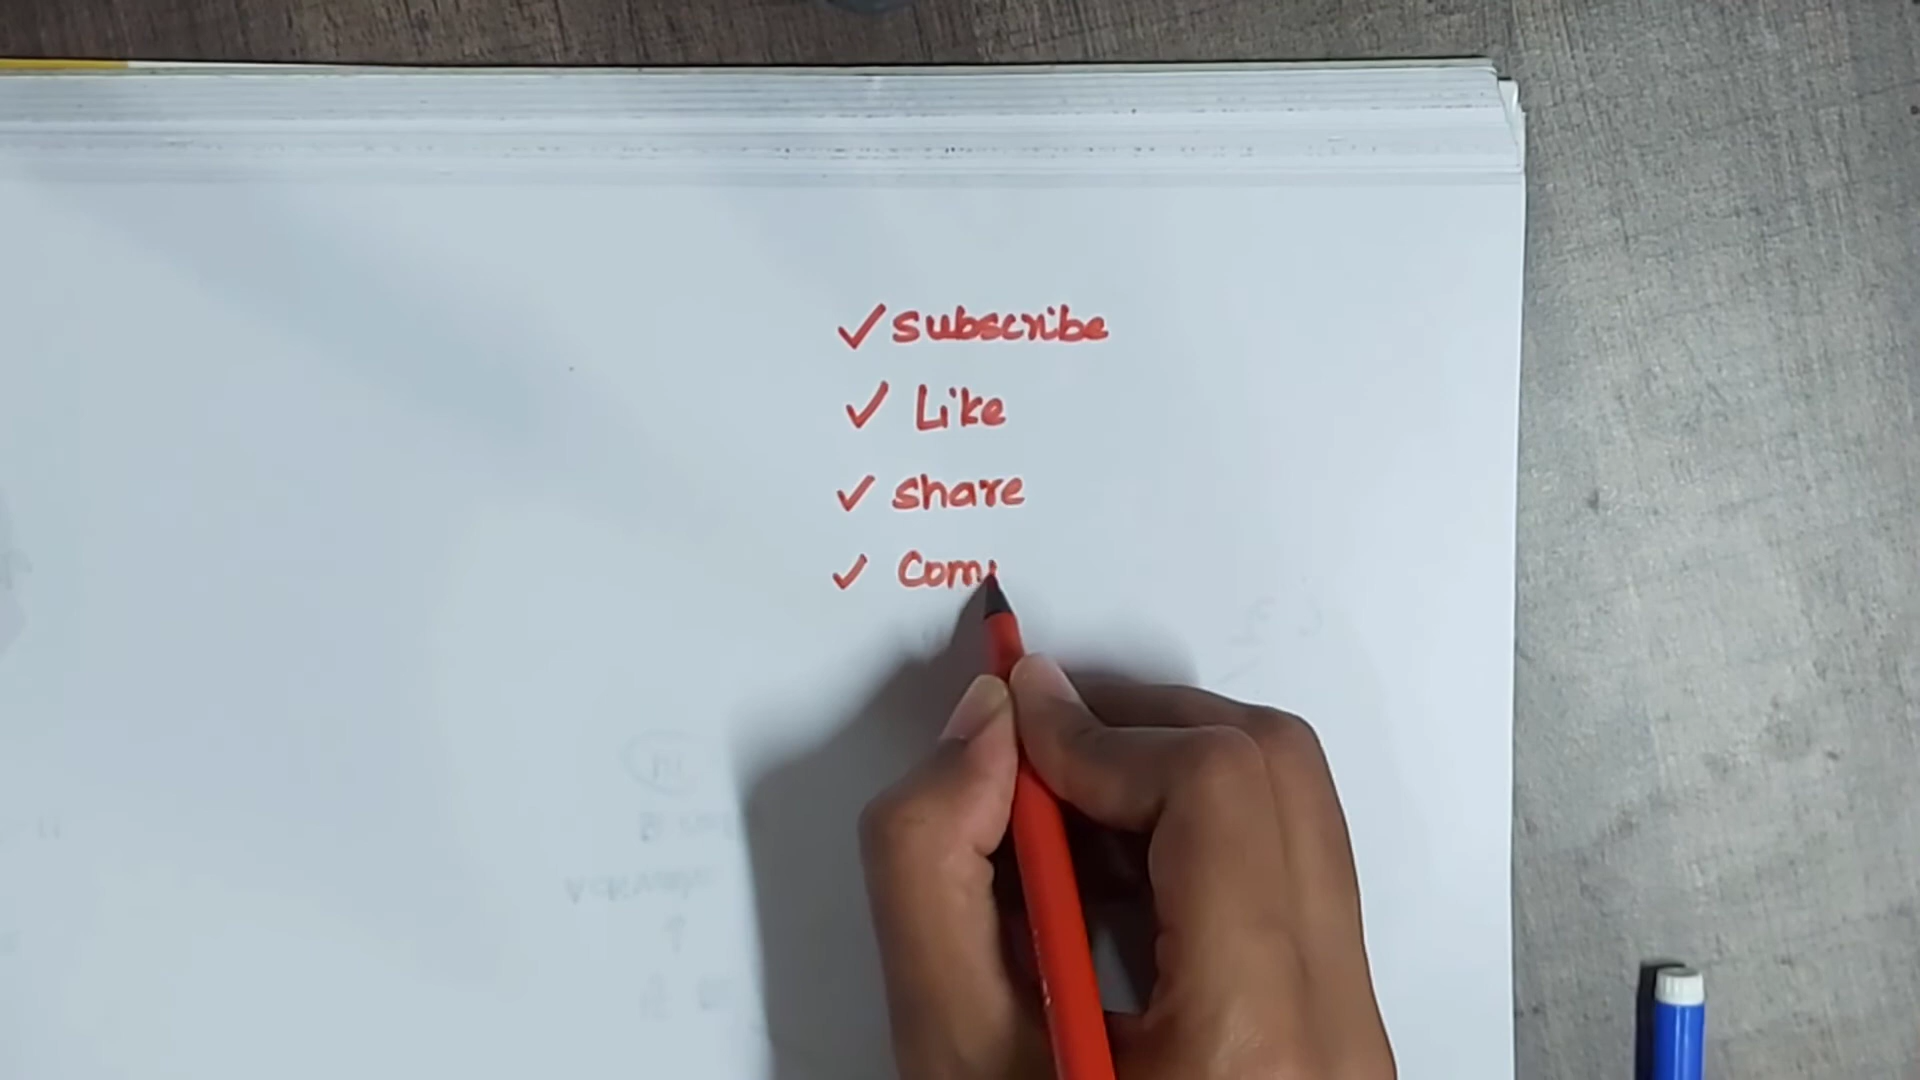 ✓ Subscribe
✓ Like
✓ Share
✓ Com